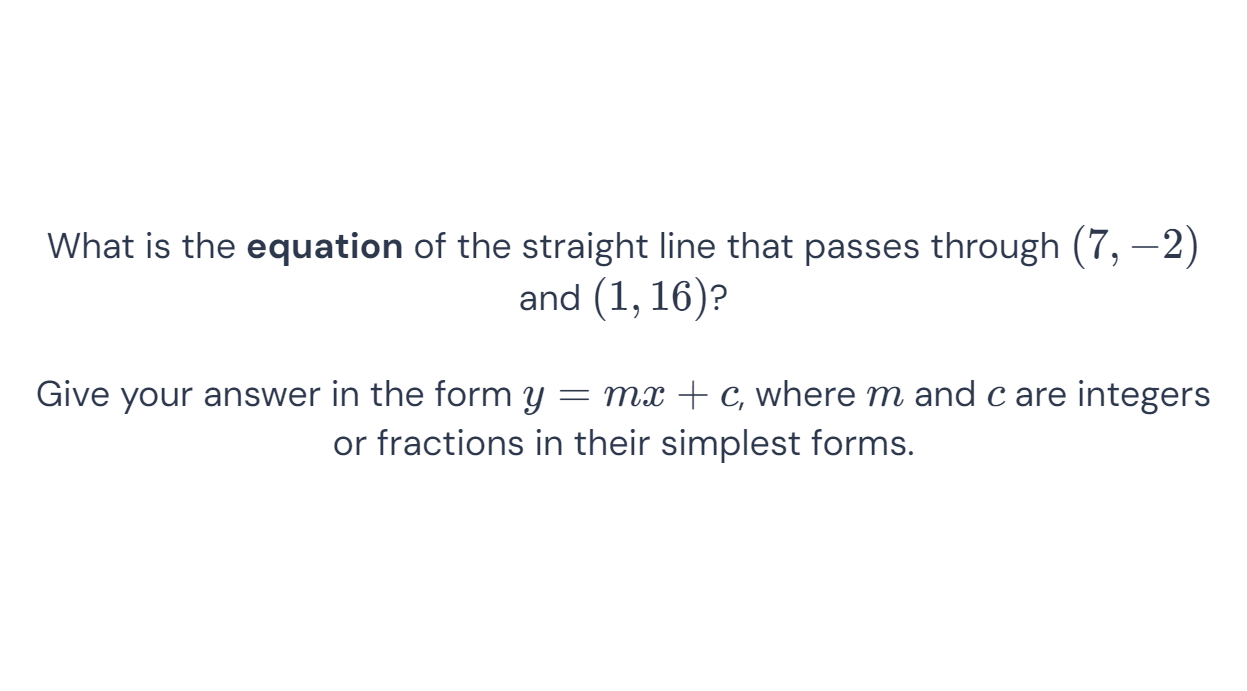 What is the equation of the straight line that passes through (7, −2)
and (1, 16)?
Give your answer in the form y = mx + c, where m and c are integers
or fractions in their simplest forms.